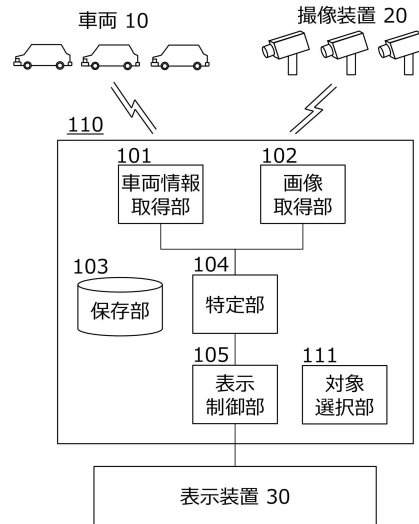 車両 10
撮像装置 20
110
101
102
車両情報
取得部
画像
取得部
103
104
保存部
特定部
105
111
表示
制御部
対象
選択部
表示装置 30